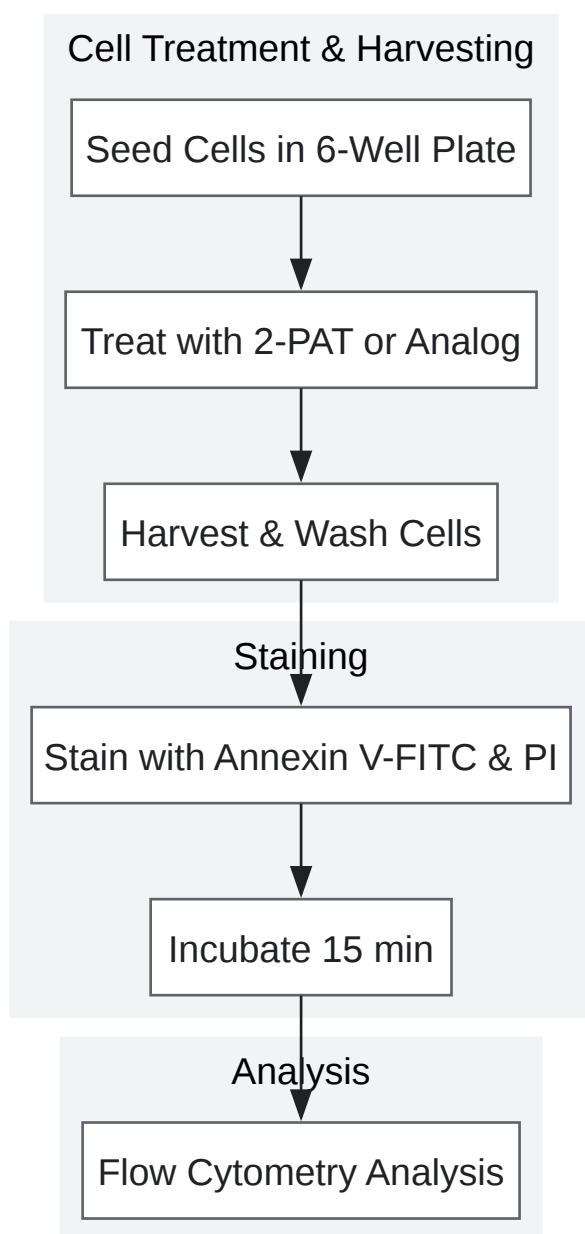 Cell Treatment & Harvesting
Seed Cells in 6-Well Plate
Treat with 2-PAT or Analog
Harvest & Wash Cells
Staining
Stain with Annexin V-FITC & PI
Incubate 15 min
Analysis
Flow Cytometry Analysis